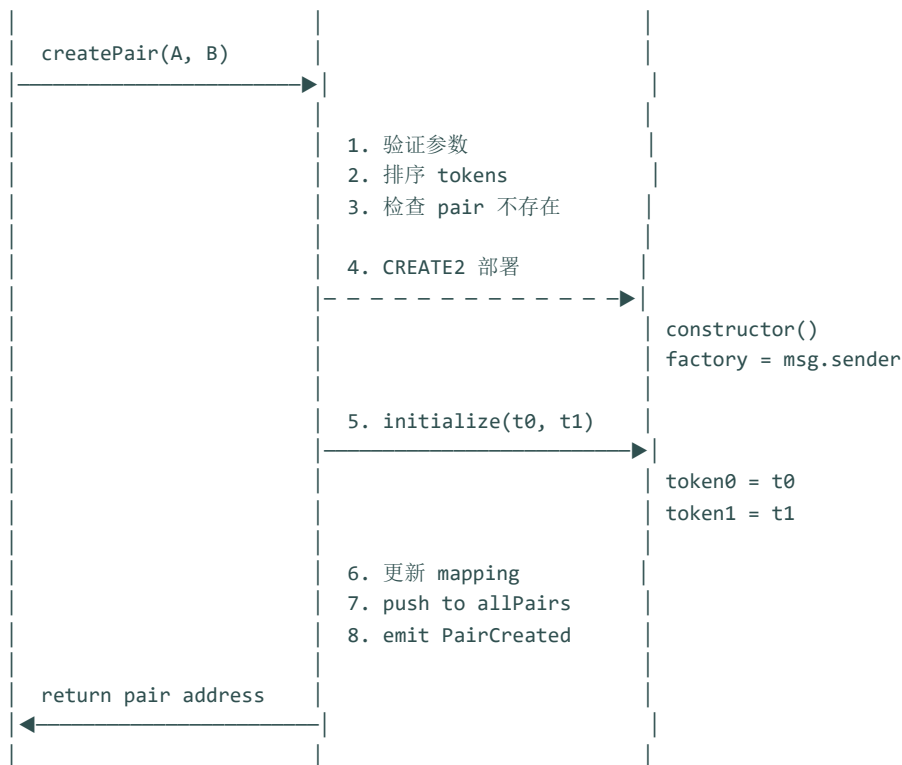 createPair(A, B)
1. 验证参数
2. 排序 tokens
3. 检查 pair 不存在
4. CREATE2 部署
constructor()
factory = msg.sender
5. initialize(t0, t1)
token0 = t0
token1 = t1
6. 更新 mapping
7. push to allPairs
8. emit PairCreated
return pair address